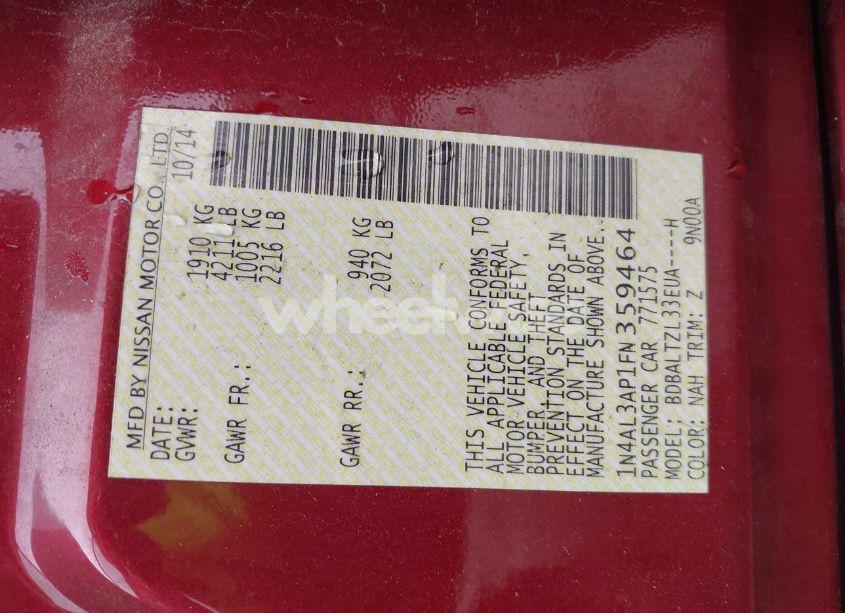 MFD BY NISSAN MOTOR CO., LTD.
DATE: 10/14
GVWR: 1910 KG
4211 LB
GAWR FR.: 1005 KG
2216 LB
GAWR RR.: 940 KG
2072 LB
THIS VEHICLE CONFORMS TO
ALL APPLICABLE FEDERAL
MOTOR VEHICLE SAFETY,
BUMPER, AND THEFT
PREVENTION STANDARDS IN
EFFECT ON THE DATE OF
MANUFACTURE SHOWN ABOVE.
1N4AL3AP1FN359464
PASSENGER CAR 771575
MODEL: BDBALTZL33EUA----H
COLOR: NAH TRIM: Z 9N00A